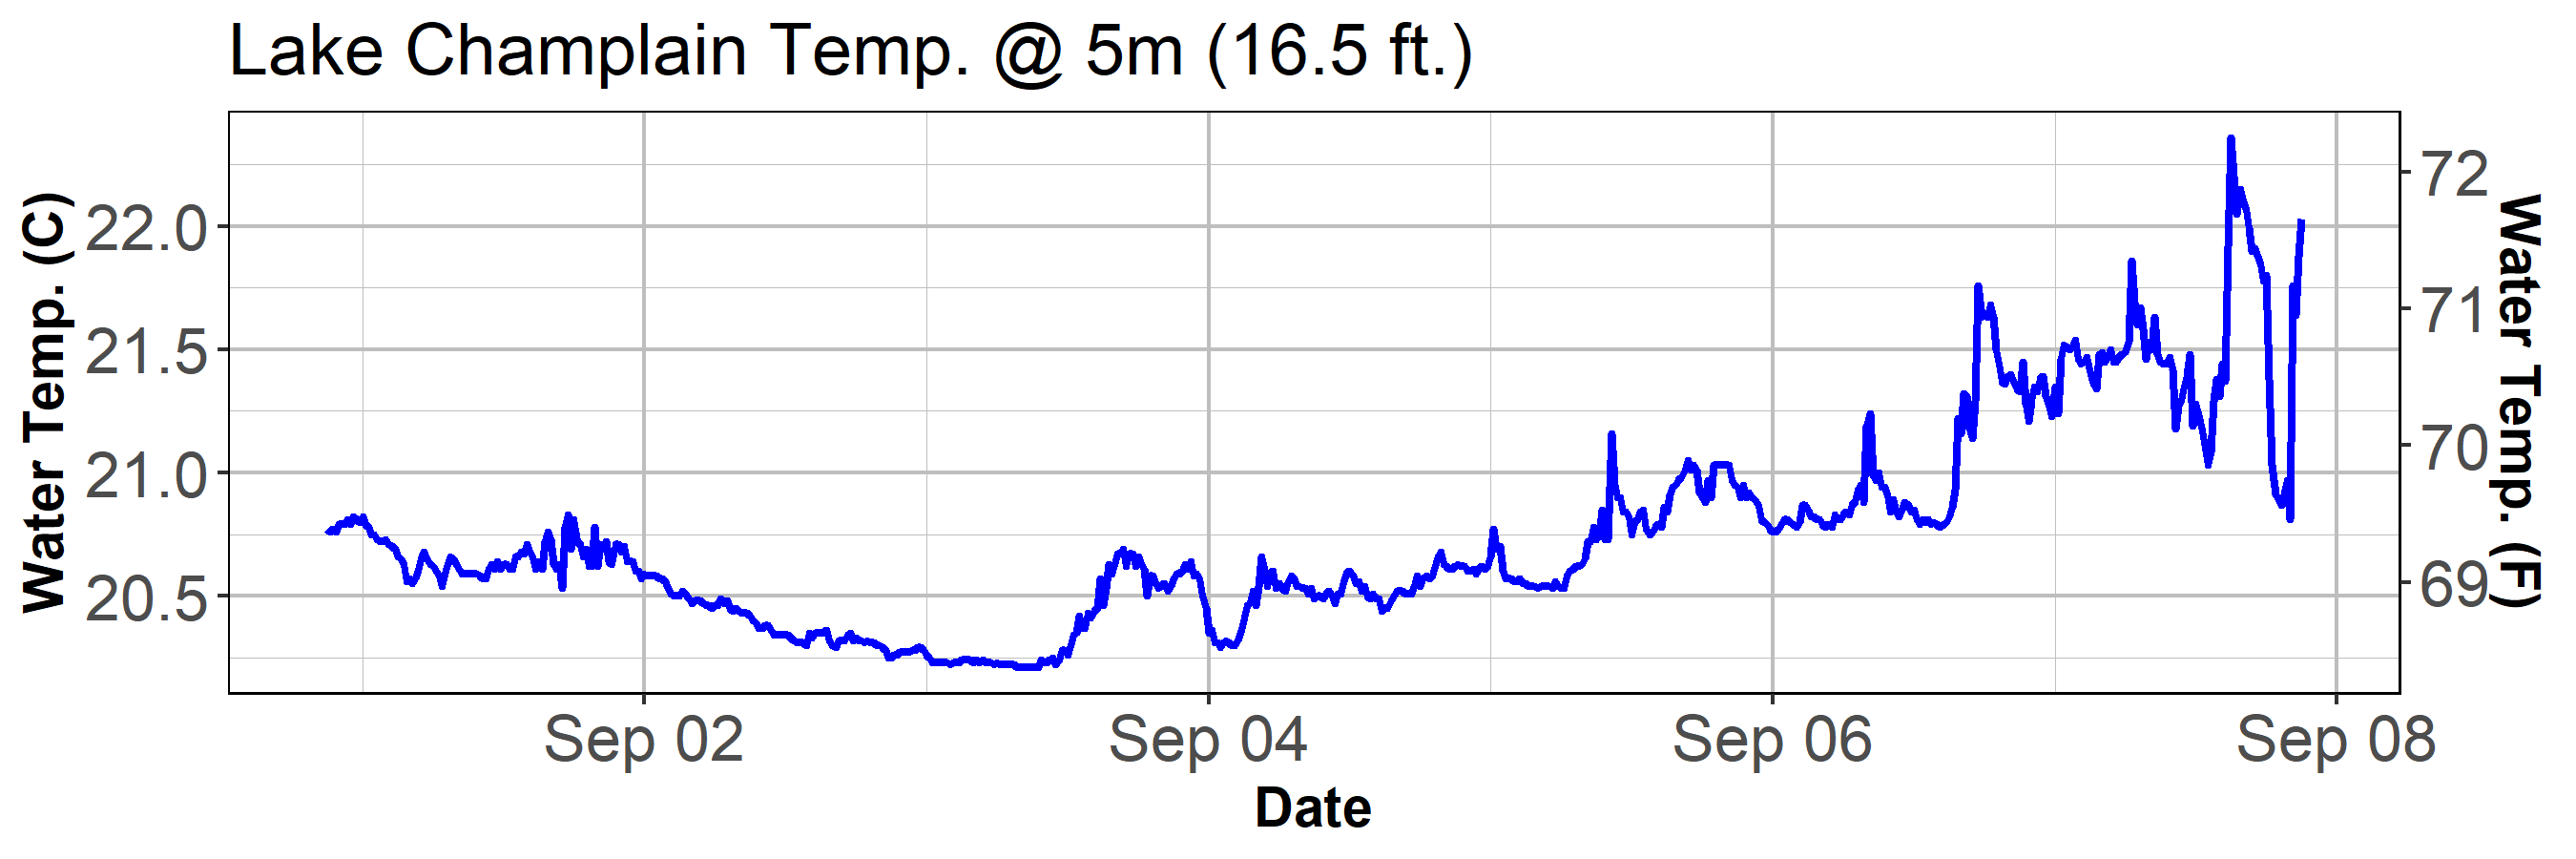 Lake Champlain Temp. @ 5m (16.5 ft.)
Water Temp. (C)
22.0
21.5
21.0
20.5
72
71
70
69
Water Temp. (F)
Sep 02 Sep 04 Sep 06 Sep 08
Date